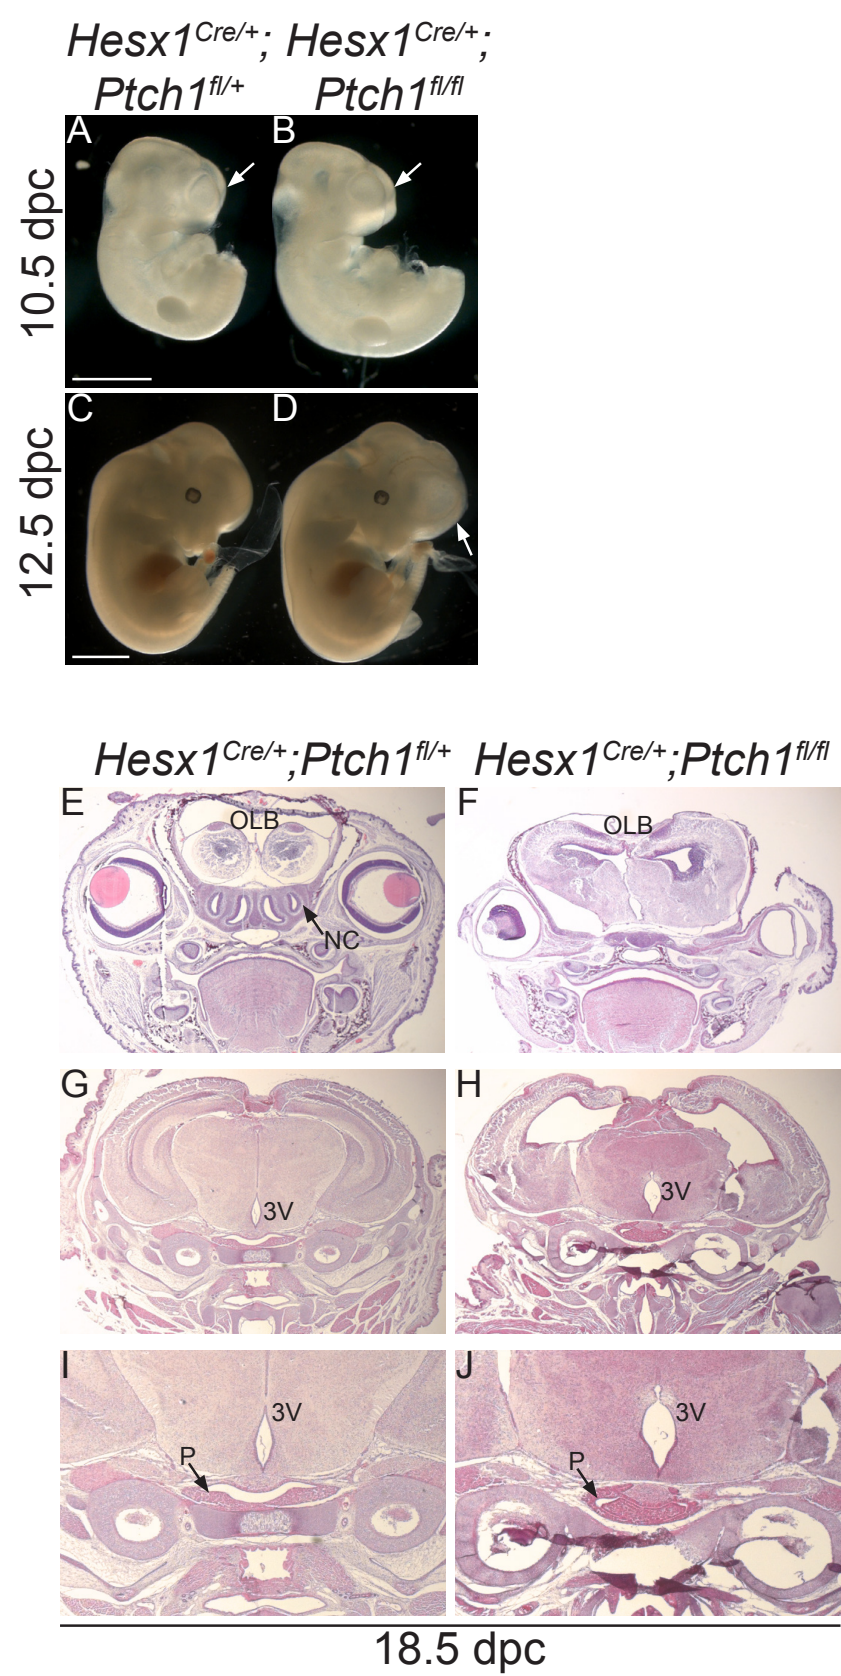 Hesx1Cre/+; Hesx1Cre/+;
Ptch1fl/+ Ptch1fl/fl
A B
10.5 dpc
C D
12.5 dpc
Hesx1Cre/+;Ptch1fl/+ Hesx1Cre/+;Ptch1fl/fl
E F
OLB OLB
NC
G H
3V 3V
I J
3V 3V
P P
18.5 dpc